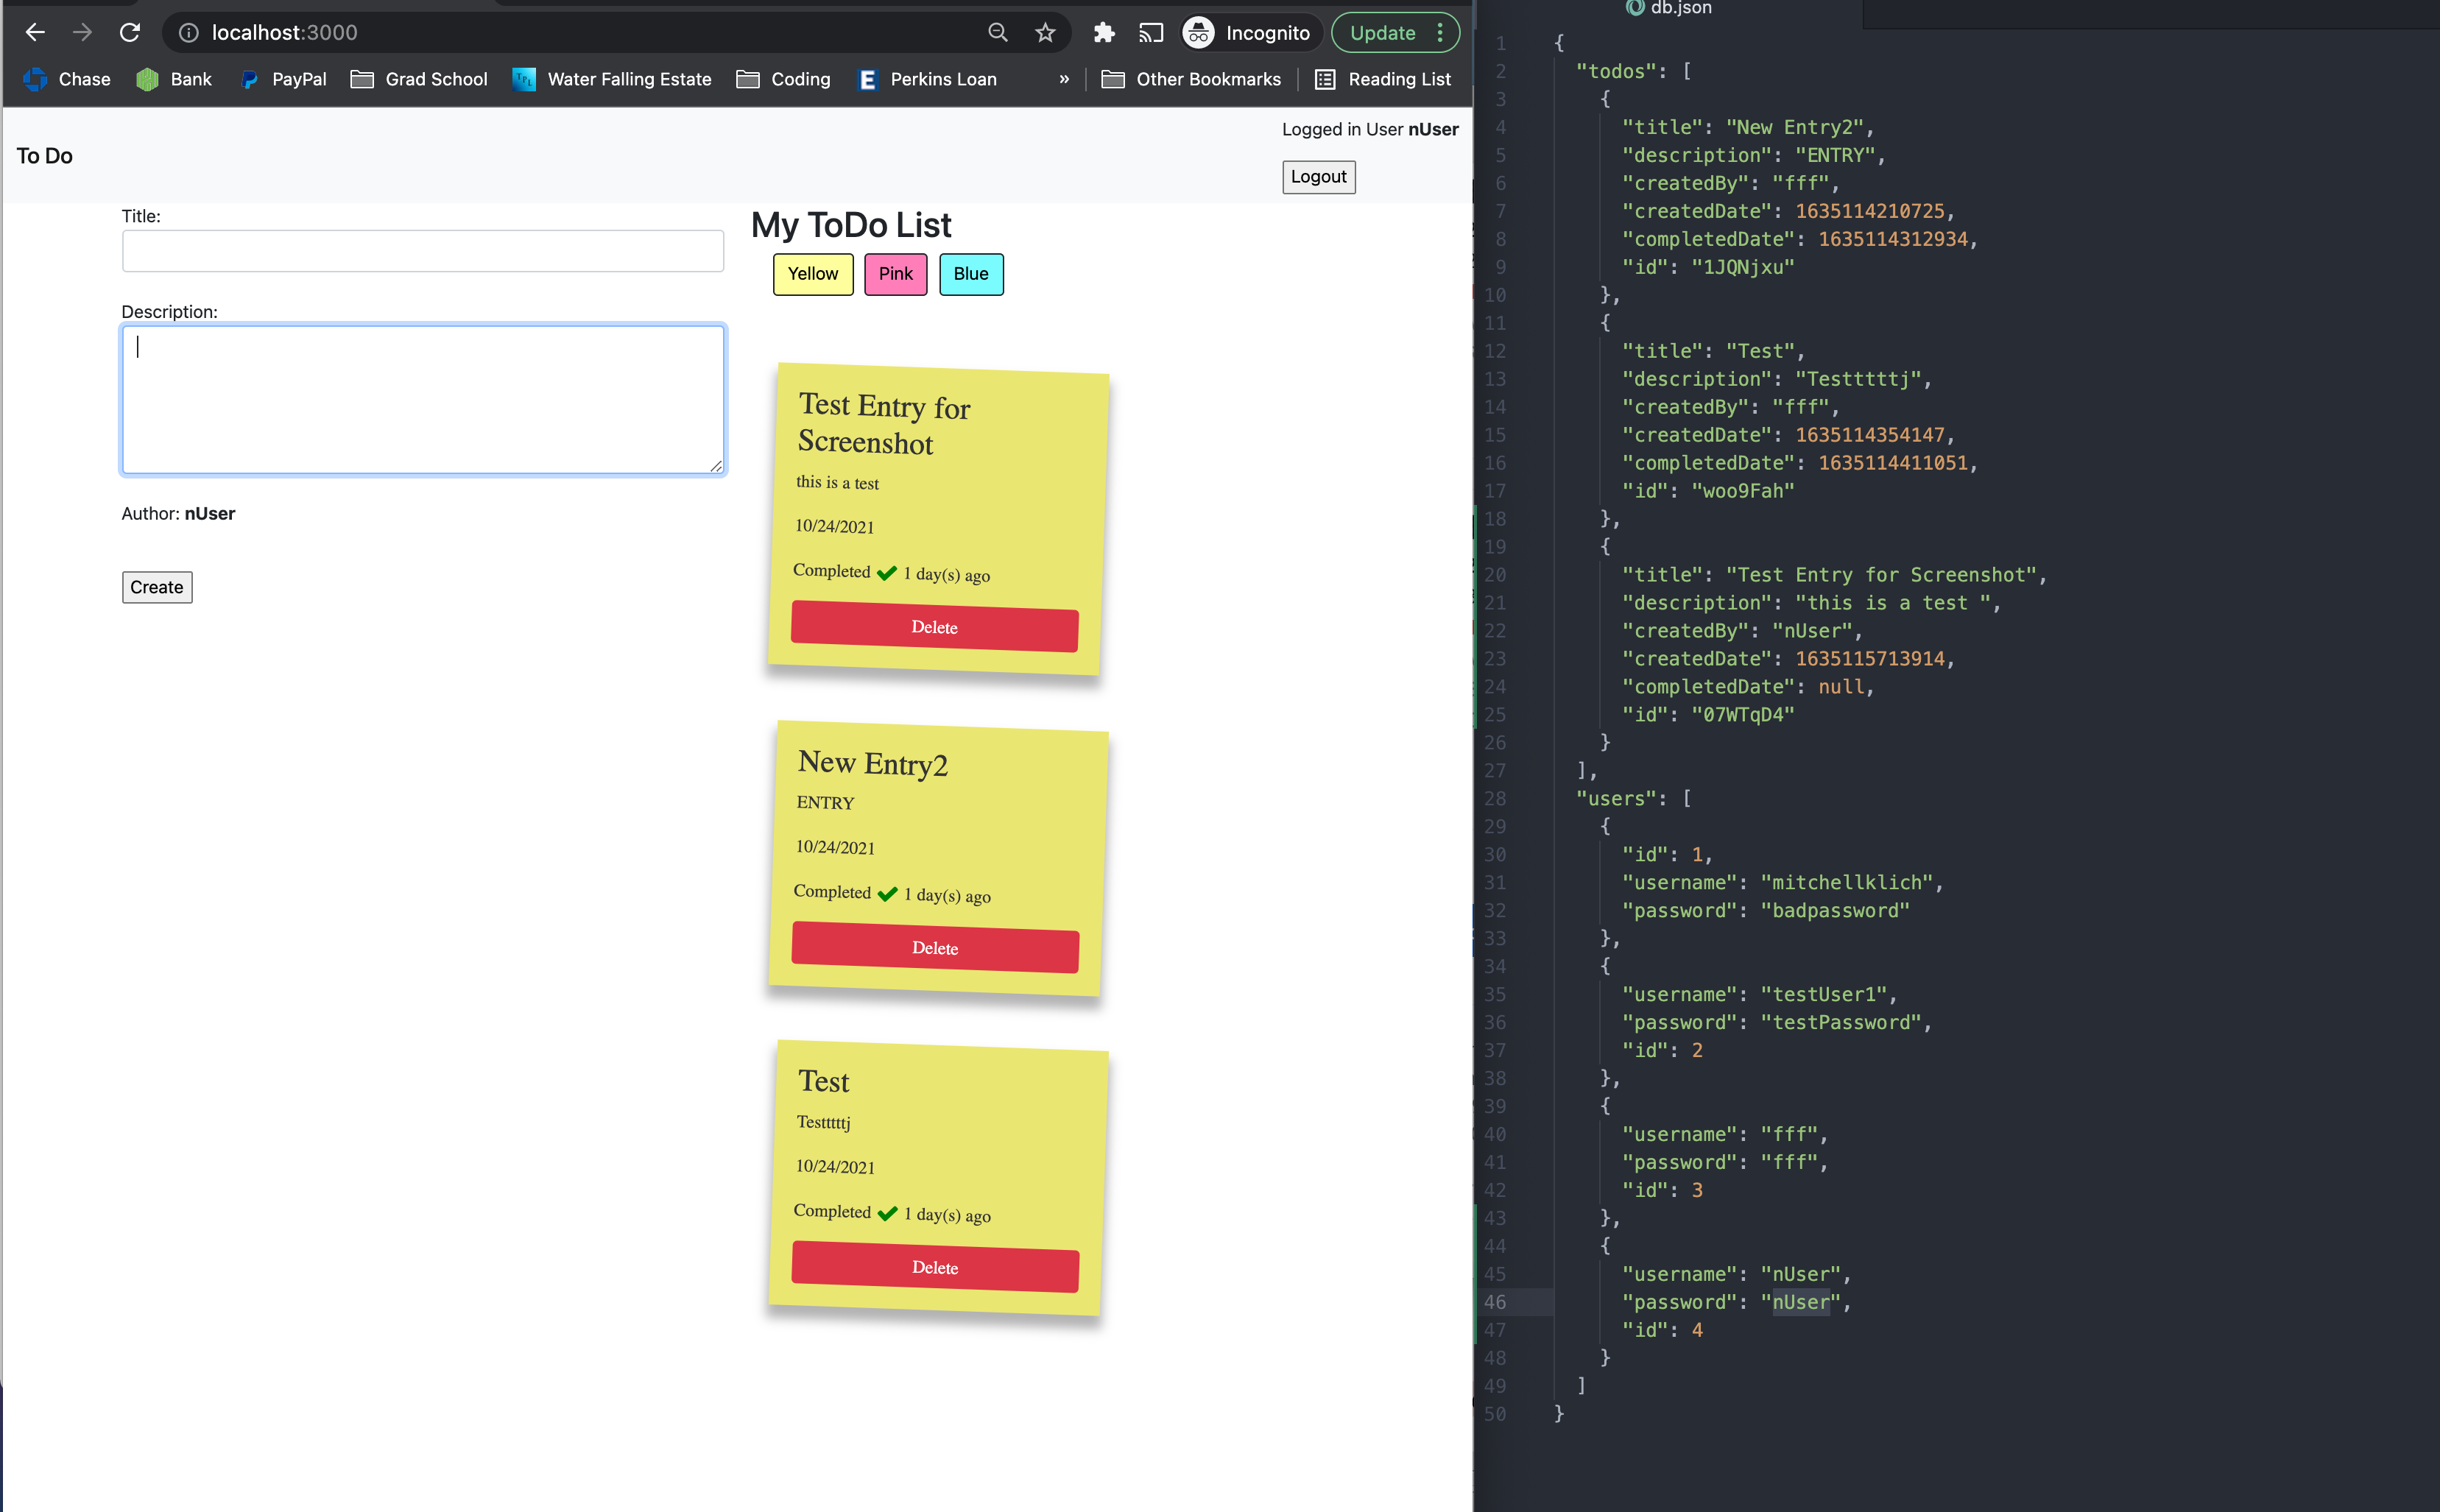 localhost:3000
Incognito
Update
Chase
Bank
PayPal
Grad School
TPL
Water Falling Estate
Coding
E
Perkins Loan
»
Other Bookmarks
Reading List
To Do
Logged in User nUser
Logout
Title:
Description:
Author: nUser
Create
My ToDo List
Yellow
Pink
Blue
Test Entry for
Screenshot
this is a test
10/24/2021
Completed ✔ 1 day(s) ago
Delete
New Entry2
ENTRY
10/24/2021
Completed ✔ 1 day(s) ago
Delete
Test
Testttttj
10/24/2021
Completed ✔ 1 day(s) ago
Delete
db.json
1 {
2 "todos": [
3 {
4 "title": "New Entry2",
5 "description": "ENTRY",
6 "createdBy": "fff",
7 "createdDate": 1635114210725,
8 "completedDate": 1635114312934,
9 "id": "1JQNjxu"
10 },
11 {
12 "title": "Test",
13 "description": "Testttttj",
14 "createdBy": "fff",
15 "createdDate": 1635114354147,
16 "completedDate": 1635114411051,
17 "id": "woo9Fah"
18 },
19 {
20 "title": "Test Entry for Screenshot",
21 "description": "this is a test ",
22 "createdBy": "nUser",
23 "createdDate": 1635115713914,
24 "completedDate": null,
25 "id": "07WTqD4"
26 }
27 ],
28 "users": [
29 {
30 "id": 1,
31 "username": "mitchellklich",
32 "password": "badpassword"
33 },
34 {
35 "username": "testUser1",
36 "password": "testPassword",
37 "id": 2
38 },
39 {
40 "username": "fff",
41 "password": "fff",
42 "id": 3
43 },
44 {
45 "username": "nUser",
46 "password": "nUser",
47 "id": 4
48 }
49 ]
50 }